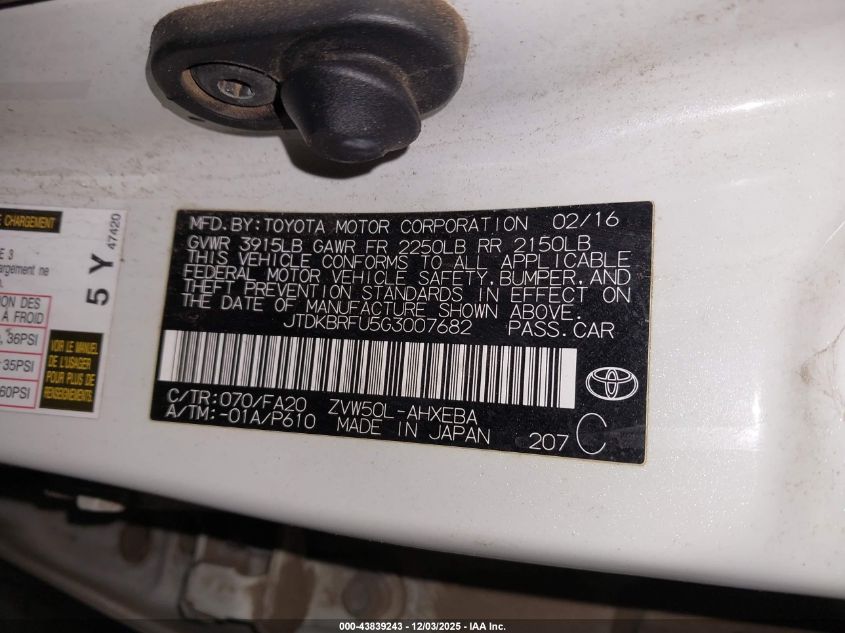 E CHARGEMENT
E 3
argement ne
n.
5 Y 47420
TION DES
À FROID
, 36PSI
35PSI
60PSI
VOIR LE MANUEL
DE L'USAGER
POUR PLUS DE
RENSEIGNEMENTS
MFD.BY:TOYOTA MOTOR CORPORATION 02/16
GVWR 3915LB GAWR FR 2250LB RR 2150LB
THIS VEHICLE CONFORMS TO ALL APPLICABLE
FEDERAL MOTOR VEHICLE SAFETY,BUMPER,AND
THEFT PREVENTION STANDARDS IN EFFECT ON
THE DATE OF MANUFACTURE SHOWN ABOVE.
JTDKBRFU5G3007682 PASS.CAR
C/TR:070/FA20 ZVW50L-AHXEBA
A/TM:-01A/P610 MADE IN JAPAN 207 C
000-43839243 - 12/03/2025 - IAA Inc.